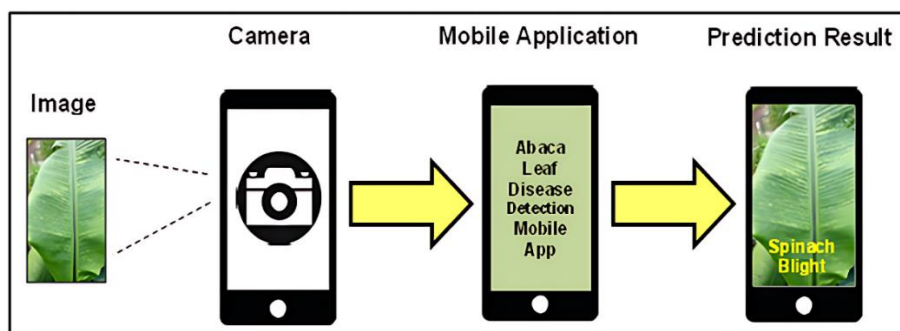 Camera
Mobile Application
Prediction Result
Image
Abaca
Leaf
Disease
Detection
Mobile
App
Spinach
Blight